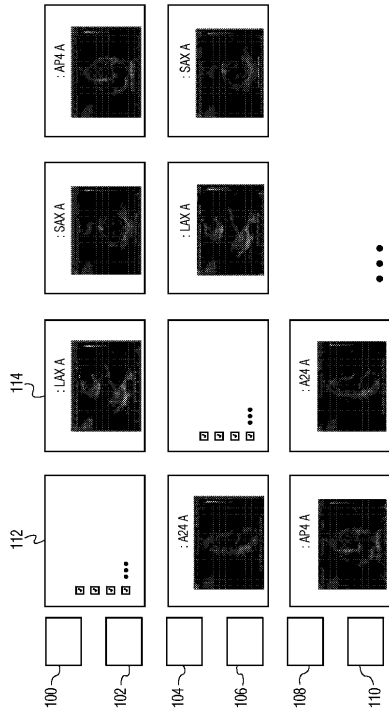 112
114
100
: LAX A
: SAX A
: AP4 A
102
104
: A24 A
: LAX A
: SAX A
106
108
: AP4 A
: A24 A
110